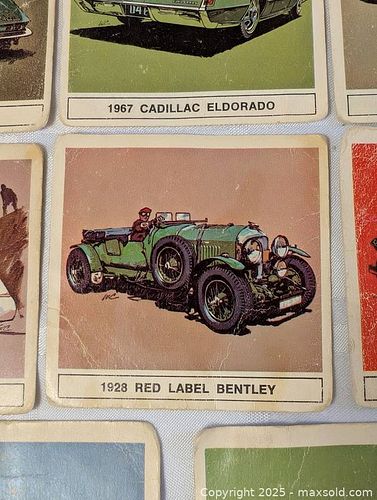 1967 CADILLAC ELDORADO
1928 RED LABEL BENTLEY
Copyright © 2025 - maxsold.com